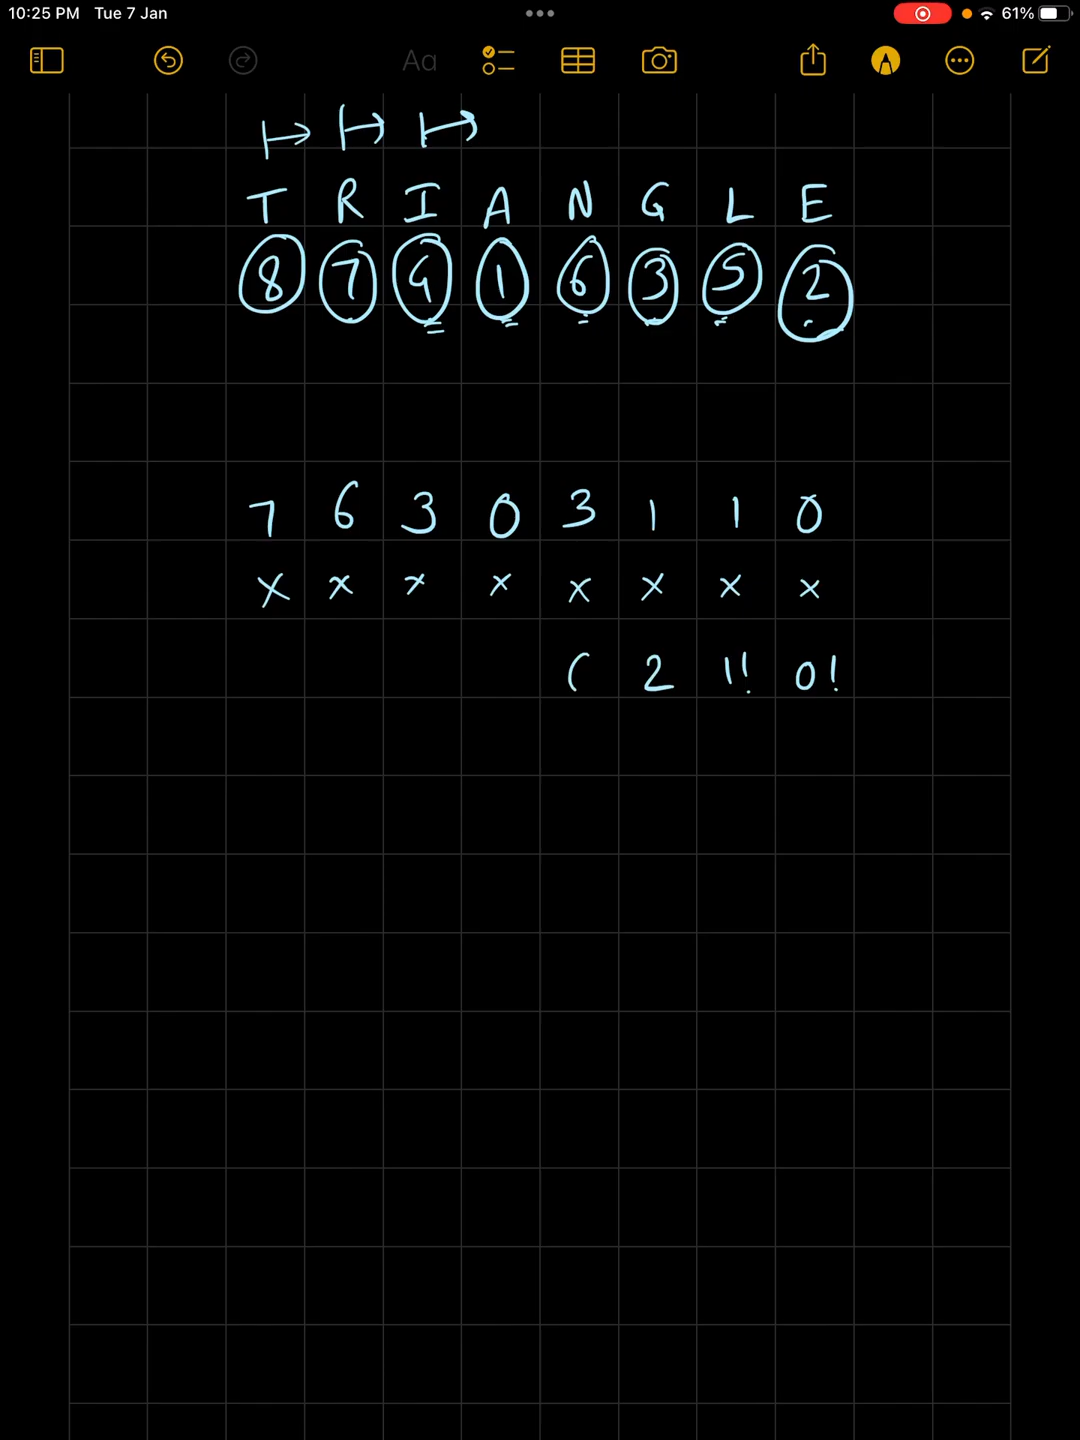 10:25 PM Tue 7 Jan 61%
Aa
T R I A N G L E
8 7 4 1 6 3 5 2
7 6 3 0 3 1 1 0
× × × × × × × ×
( 2 1! 0!